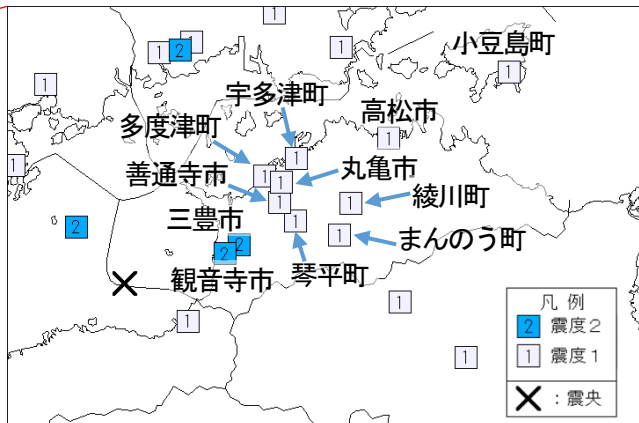 1
1
2
1
小豆島町
1
1
宇多津町
高松市
多度津町
1
1
1
1
1
丸亀市
善通寺市
1
1
綾川町
三豊市
1
2
1
まんのう町
2
2
観音寺市
琴平町
1
1
1
凡 例
2 震度２
1 震度１
：震央